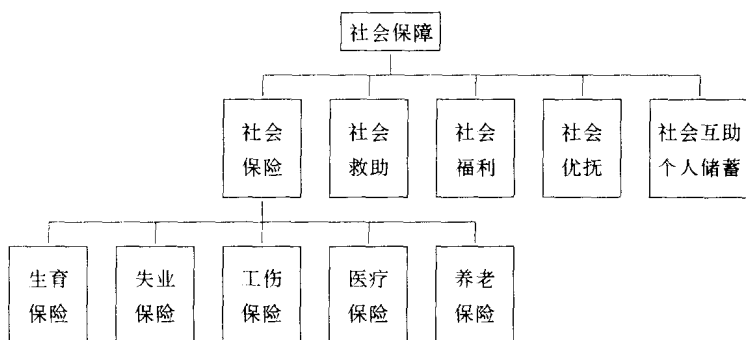 社会保障
社会
保险
社会
救助
社会
福利
社会
优抚
社会互助
个人储蓄
生育
保险
失业
保险
工伤
保险
医疗
保险
养老
保险